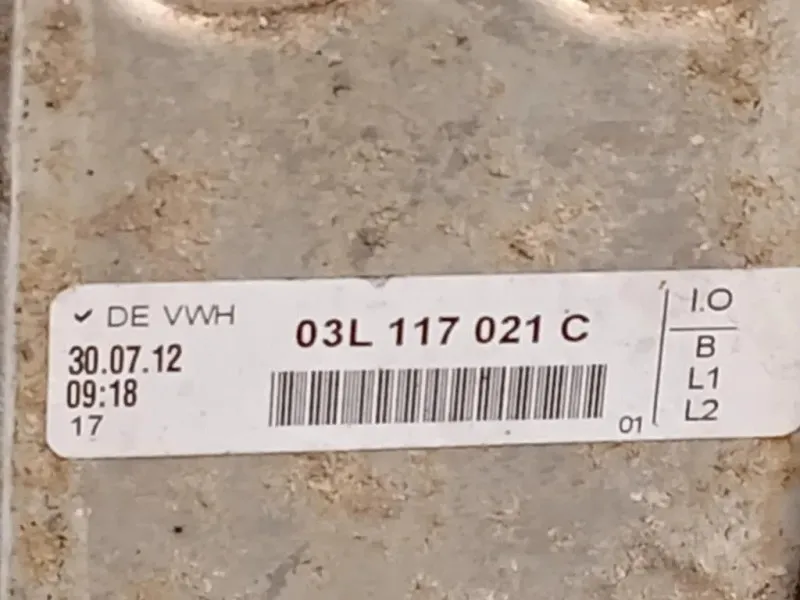 ✓ DE VWH
30.07.12
09:18
17
03L 117 021 C
01
I.O
B
L1
L2